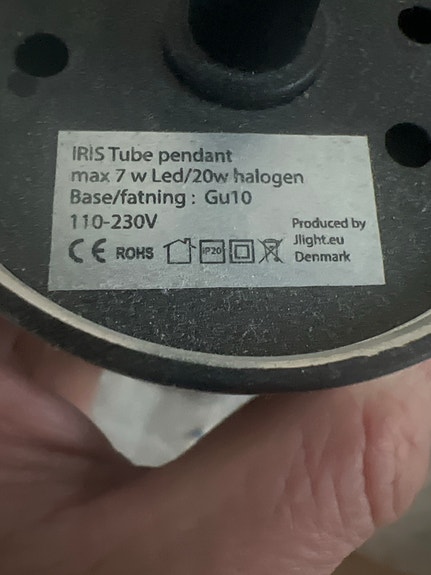 IRIS Tube pendant
max 7 w Led/20w halogen
Base/fatning : Gu10
110-230V
CE ROHS IP20
Produced by
Jlight.eu
Denmark